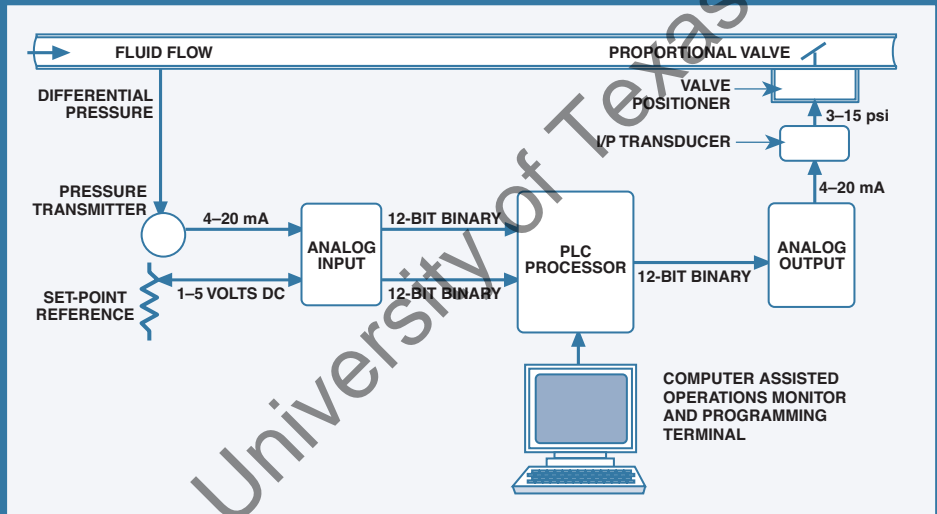 FLUID FLOW
PROPORTIONAL VALVE
DIFFERENTIAL
PRESSURE
VALVE
POSITIONER
3–15 psi
I/P TRANSDUCER
PRESSURE
TRANSMITTER
4–20 mA
4–20 mA
12-BIT BINARY
ANALOG
INPUT
PLC
PROCESSOR
ANALOG
OUTPUT
12-BIT BINARY
1–5 VOLTS DC
12-BIT BINARY
SET-POINT
REFERENCE
COMPUTER ASSISTED
OPERATIONS MONITOR
AND PROGRAMMING
TERMINAL
University of Texas